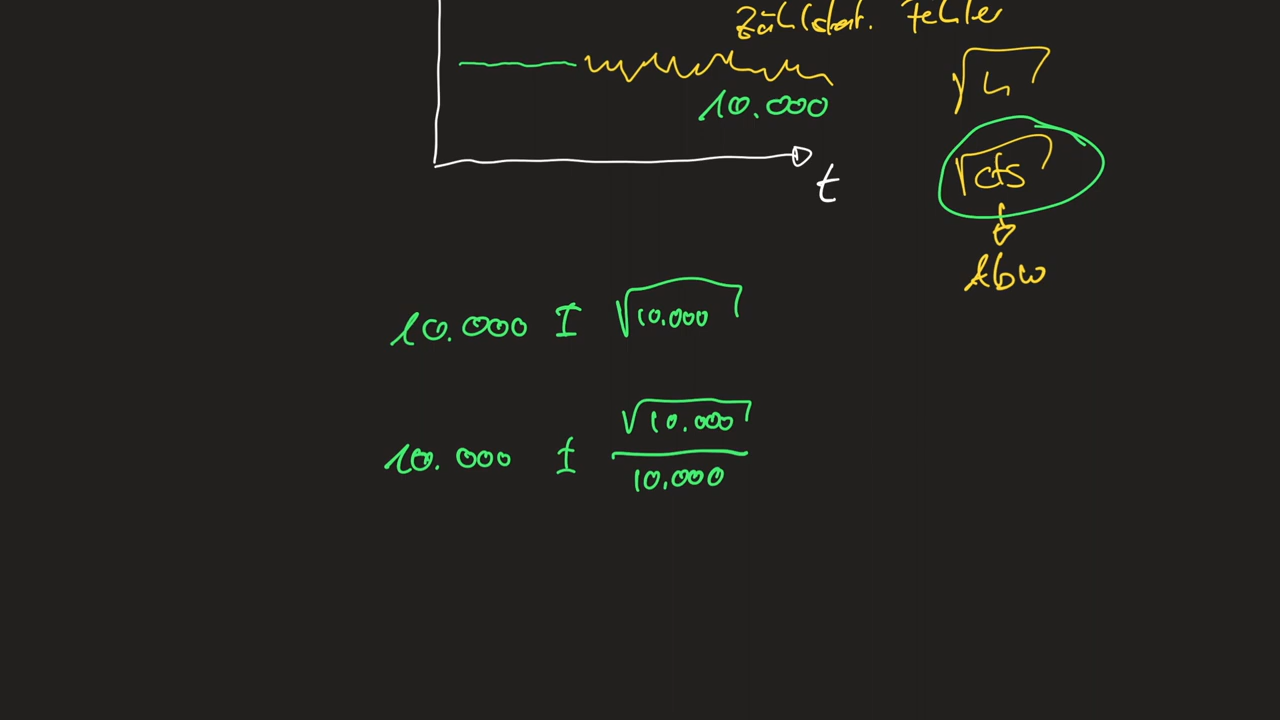 Zählstat. Fehler
√n
10.000
√cts
t
Abw
10.000 ± √10.000
10.000 ± √10.000
10.000